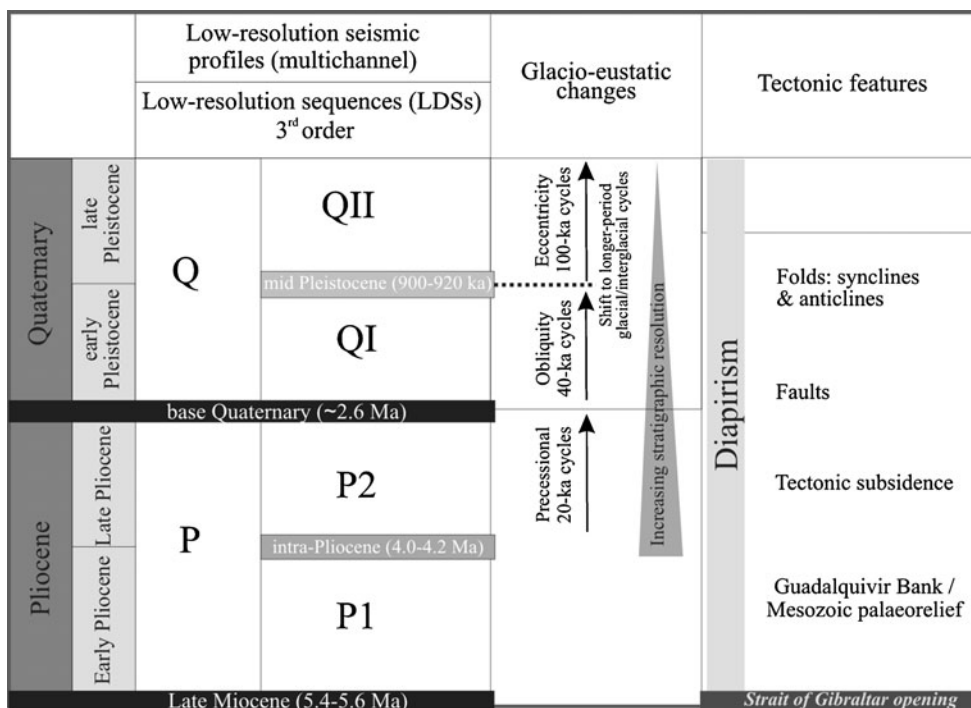 Low-resolution seismic
profiles (multichannel)
Low-resolution sequences (LDSs)
3rd order
Glacio-eustatic
changes
Tectonic features
Quaternary
late
Pleistocene
early
Pleistocene
Q
QII
mid Pleistocene (900-920 ka)
QI
Eccentricity
100-ka cycles
Shift to longer-period
glacial/interglacial cycles
Obliquity
40-ka cycles
base Quaternary (~2.6 Ma)
Pliocene
Late Pliocene
Early Pliocene
P
P2
intra-Pliocene (4.0-4.2 Ma)
P1
Precessional
20-ka cycles
Increasing stratigraphic resolution
Diapirism
Folds: synclines
& anticlines
Faults
Tectonic subsidence
Guadalquivir Bank /
Mesozoic palaeorelief
Late Miocene (5.4-5.6 Ma)
Strait of Gibraltar opening